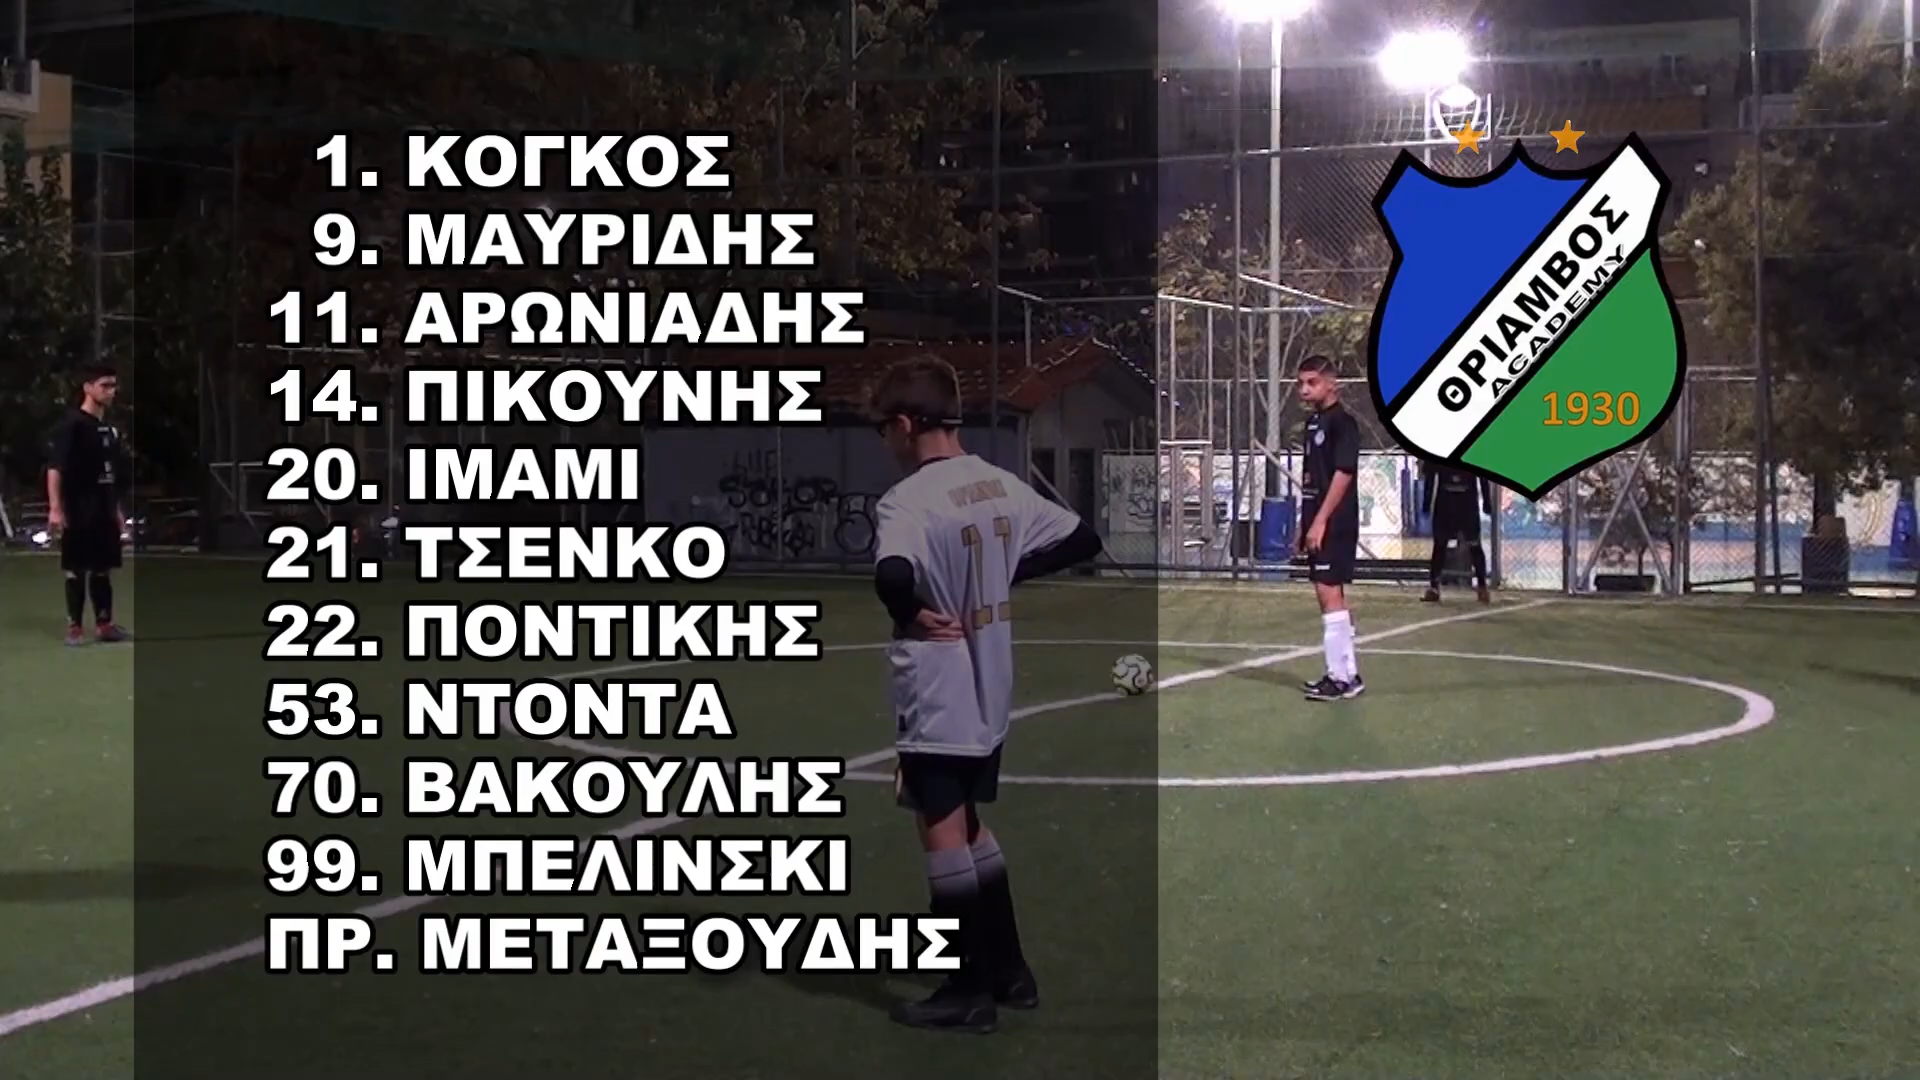 1. ΚΟΓΚΟΣ
9. ΜΑΥΡΙΔΗΣ
11. ΑΡΩΝΙΑΔΗΣ
14. ΠΙΚΟΥΝΗΣ
20. ΙΜΑΜΙ
21. ΤΣΕΝΚΟ
22. ΠΟΝΤΙΚΗΣ
53. ΝΤΟΝΤΑ
70. ΒΑΚΟΥΛΗΣ
99. ΜΠΕΛΙΝΣΚΙ
ΠΡ. ΜΕΤΑΞΟΥΔΗΣ
ΘΡΙΑΜΒΟΣ
ACADEMY
1930